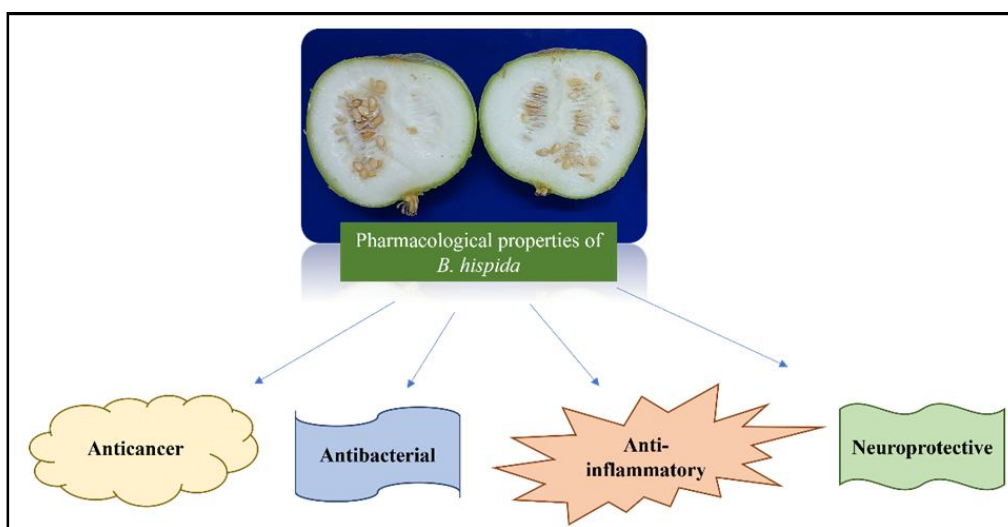 Pharmacological properties of
B. hispida
Anticancer
Antibacterial
Anti-
inflammatory
Neuroprotective